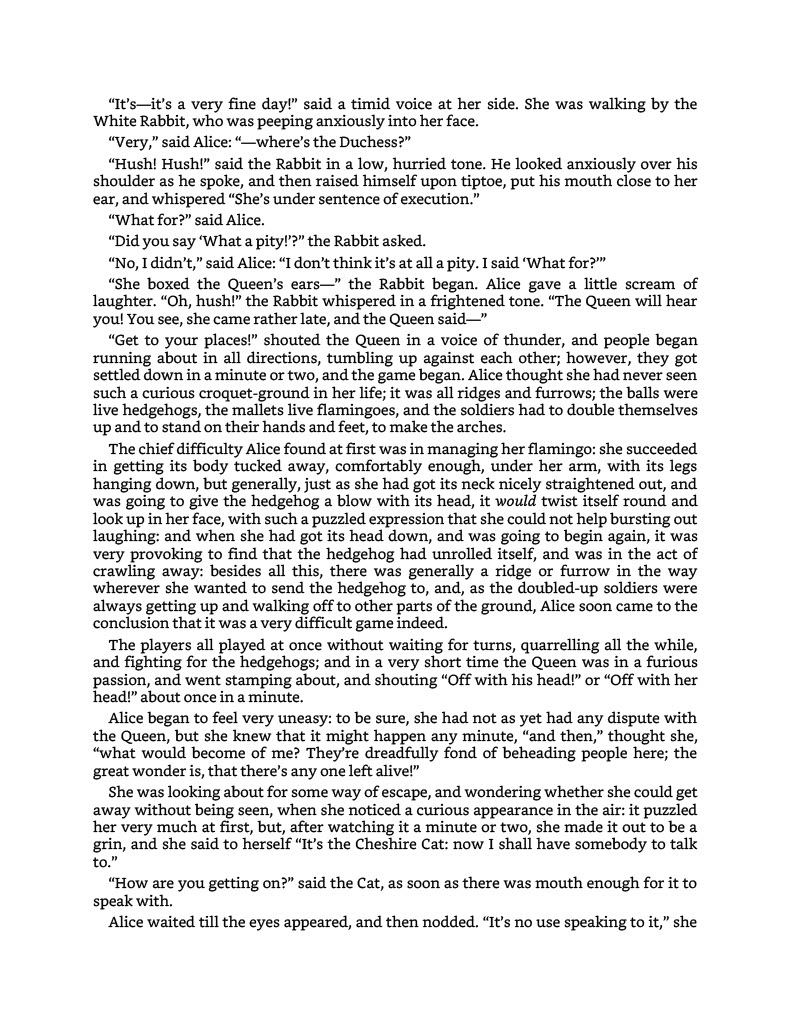 “It’s—it’s a very fine day!” said a timid voice at her side. She was walking by the
White Rabbit, who was peeping anxiously into her face.
“Very,” said Alice: “—where’s the Duchess?”
“Hush! Hush!” said the Rabbit in a low, hurried tone. He looked anxiously over his
shoulder as he spoke, and then raised himself upon tiptoe, put his mouth close to her
ear, and whispered “She’s under sentence of execution.”
“What for?” said Alice.
“Did you say ‘What a pity!’?” the Rabbit asked.
“No, I didn’t,” said Alice: “I don’t think it’s at all a pity. I said ‘What for?’”
“She boxed the Queen’s ears—” the Rabbit began. Alice gave a little scream of
laughter. “Oh, hush!” the Rabbit whispered in a frightened tone. “The Queen will hear
you! You see, she came rather late, and the Queen said—”
“Get to your places!” shouted the Queen in a voice of thunder, and people began
running about in all directions, tumbling up against each other; however, they got
settled down in a minute or two, and the game began. Alice thought she had never seen
such a curious croquet-ground in her life; it was all ridges and furrows; the balls were
live hedgehogs, the mallets live flamingoes, and the soldiers had to double themselves
up and to stand on their hands and feet, to make the arches.
The chief difficulty Alice found at first was in managing her flamingo: she succeeded
in getting its body tucked away, comfortably enough, under her arm, with its legs
hanging down, but generally, just as she had got its neck nicely straightened out, and
was going to give the hedgehog a blow with its head, it would twist itself round and
look up in her face, with such a puzzled expression that she could not help bursting out
laughing: and when she had got its head down, and was going to begin again, it was
very provoking to find that the hedgehog had unrolled itself, and was in the act of
crawling away: besides all this, there was generally a ridge or furrow in the way
wherever she wanted to send the hedgehog to, and, as the doubled-up soldiers were
always getting up and walking off to other parts of the ground, Alice soon came to the
conclusion that it was a very difficult game indeed.
The players all played at once without waiting for turns, quarrelling all the while,
and fighting for the hedgehogs; and in a very short time the Queen was in a furious
passion, and went stamping about, and shouting “Off with his head!” or “Off with her
head!” about once in a minute.
Alice began to feel very uneasy: to be sure, she had not as yet had any dispute with
the Queen, but she knew that it might happen any minute, “and then,” thought she,
“what would become of me? They’re dreadfully fond of beheading people here; the
great wonder is, that there’s any one left alive!”
She was looking about for some way of escape, and wondering whether she could get
away without being seen, when she noticed a curious appearance in the air: it puzzled
her very much at first, but, after watching it a minute or two, she made it out to be a
grin, and she said to herself “It’s the Cheshire Cat: now I shall have somebody to talk
to.”
“How are you getting on?” said the Cat, as soon as there was mouth enough for it to
speak with.
Alice waited till the eyes appeared, and then nodded. “It’s no use speaking to it,” she